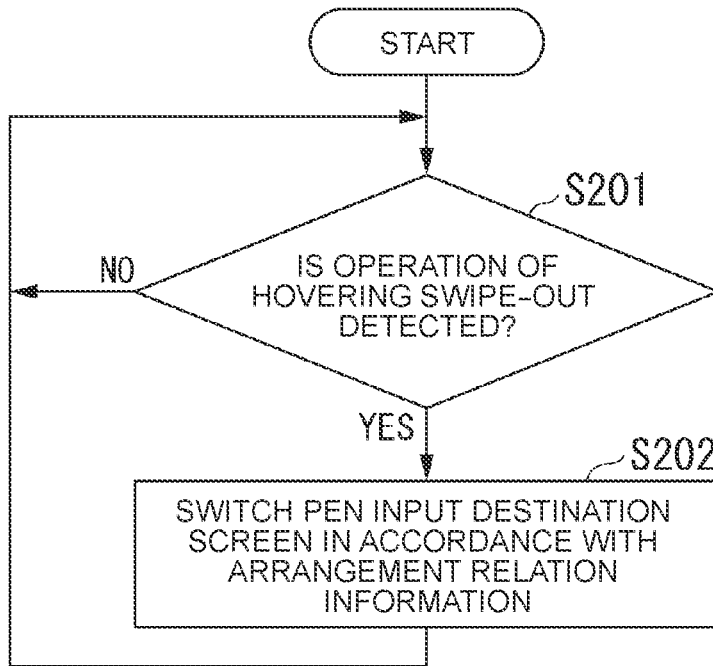 START
S201
IS OPERATION OF
HOVERING SWIPE-OUT
DETECTED?
NO
YES
S202
SWITCH PEN INPUT DESTINATION
SCREEN IN ACCORDANCE WITH
ARRANGEMENT RELATION
INFORMATION